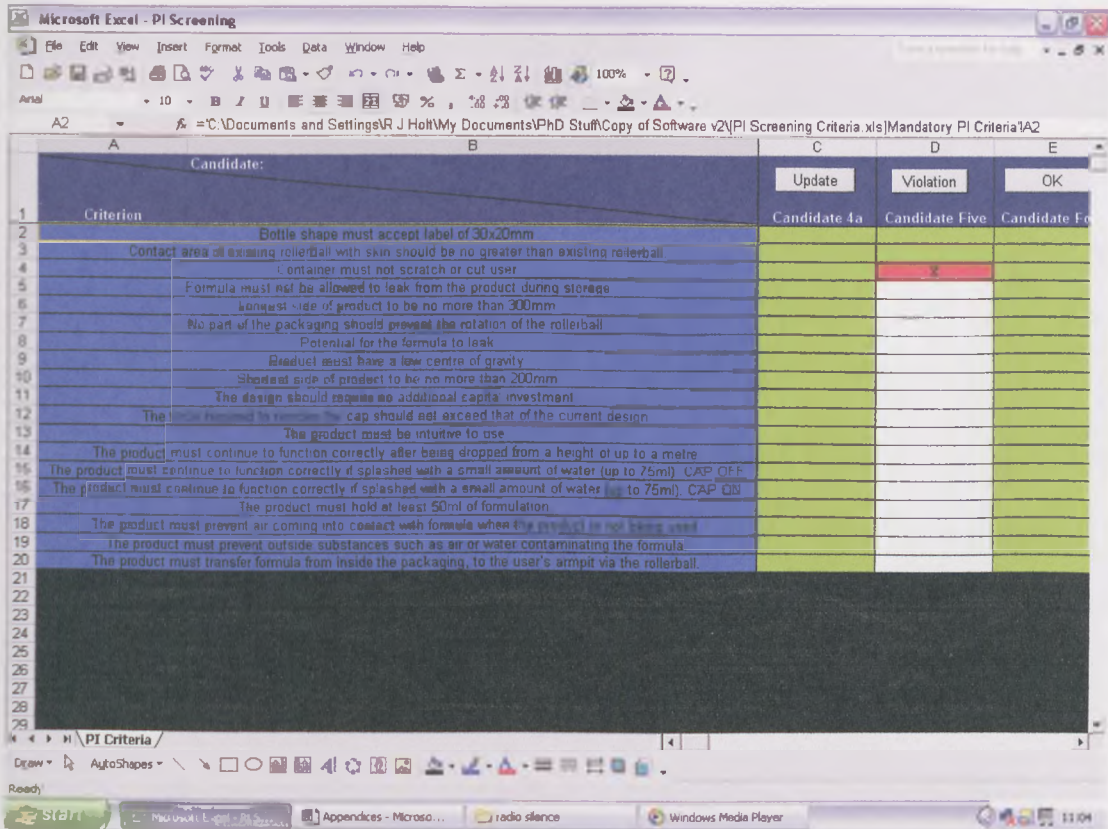 Microsoft Excel - PI Screening
File Edit View Insert Format Tools Data Window Help
100%
Arial 10 B I U % ,
A2 fx ='C:\Documents and Settings\R J Holt\My Documents\PhD Stuff\Copy of Software v2\[PI Screening Criteria.xls]Mandatory PI Criteria'!A2
A B C D E
Candidate: Update Violation OK
1 Criterion Candidate 4a Candidate Five Candidate Fo
2 Bottle shape must accept label of 30x20mm
3 Contact area of existing rollerball with skin should be no greater than existing rollerball
4 Container must not scratch or cut user
5 Formula must not be allowed to leak from the product during storage
6 Longest side of product to be no more than 300mm
7 No part of the packaging should prevent the rotation of the rollerball
8 Potential for the formula to leak
9 Product must have a low centre of gravity
10 Shortest side of product to be no more than 200mm
11 The design should require no additional capital investment
12 The cap should not exceed that of the current design
13 The product must be intuitive to use
14 The product must continue to function correctly after being dropped from a height of up to a metre
15 The product must continue to function correctly if splashed with a small amount of water (up to 75ml). CAP OFF
16 The product must continue to function correctly if splashed with a small amount of water (up to 75ml). CAP ON
17 The product must hold at least 50ml of formulation
18 The product must prevent air coming into contact with formula when the product is not being used
19 The product must prevent outside substances such as air or water contaminating the formula
20 The product must transfer formula from inside the packaging, to the user's armpit via the rollerball.
21
22
23
24
25
26
27
28
29
PI Criteria
Draw AutoShapes
Ready
start Microsoft Excel - PI S... Appendices - Microso... radio silence Windows Media Player 11:04